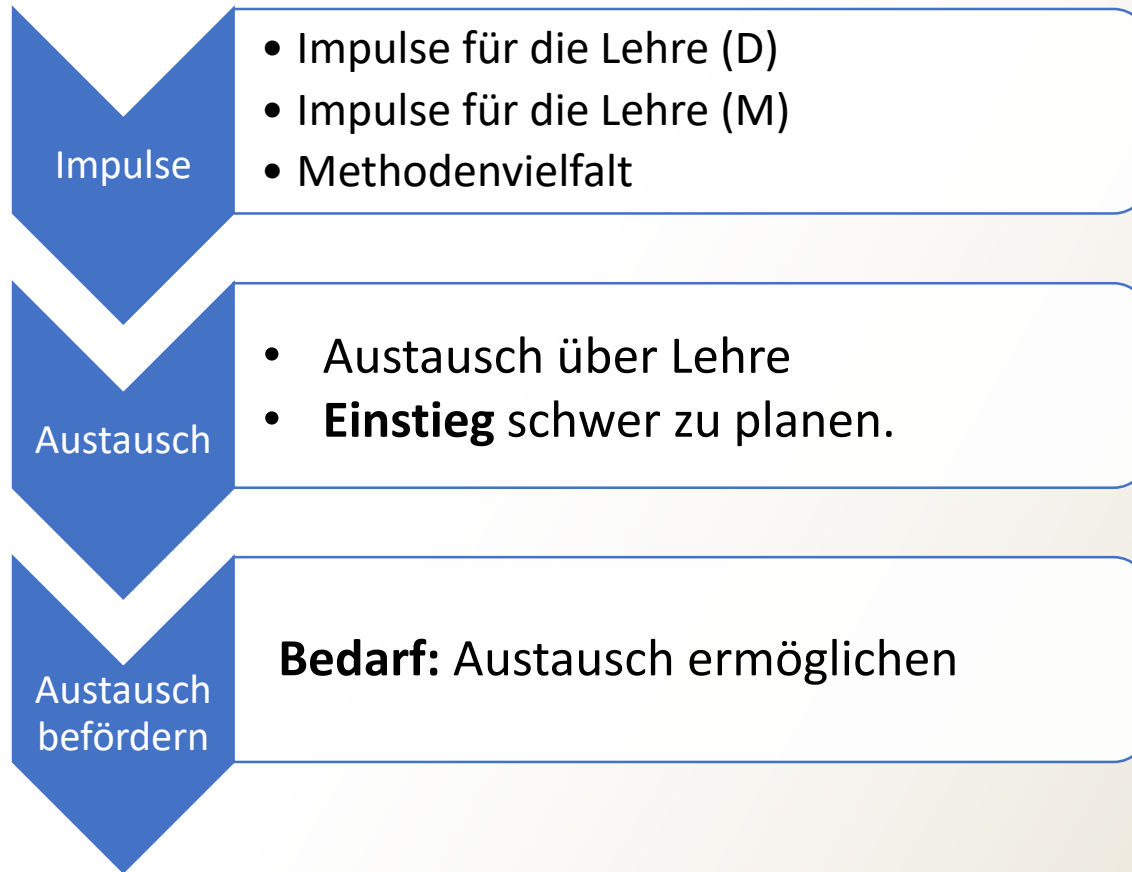 Impulse
• Impulse für die Lehre (D)
• Impulse für die Lehre (M)
• Methodenvielfalt
Austausch
• Austausch über Lehre
• Einstieg schwer zu planen.
Austausch
befördern
Bedarf: Austausch ermöglichen